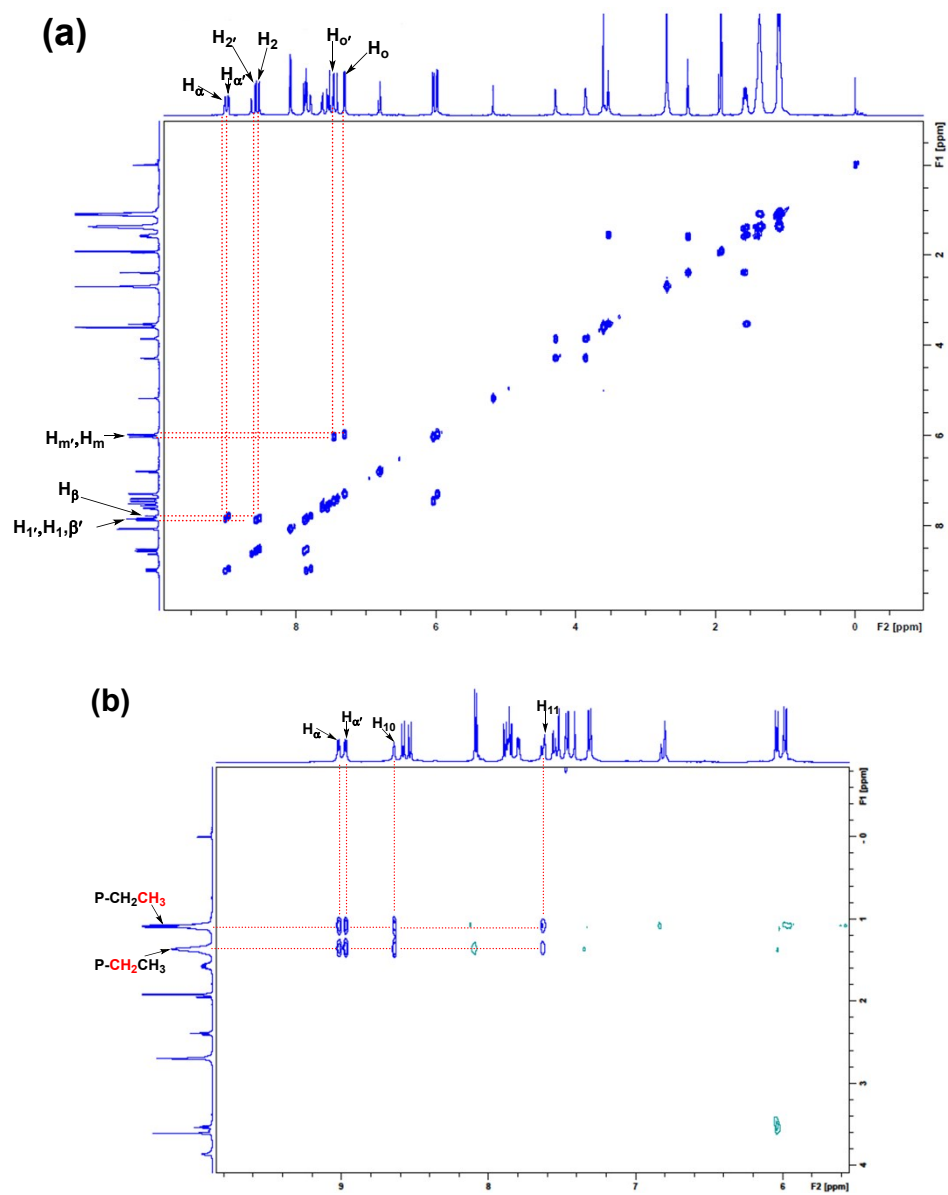 (a)
Hα
Hα'
H2'
H2
Ho'
Ho
F1 [ppm]
2
4
Hm',Hm
6
Hβ
H1',H1,β'
8
8
6
4
2
0
F2 [ppm]
(b)
Hα
Hα'
H10
H11
F1 [ppm]
0
P-CH2CH3
1
P-CH2CH3
2
3
4
9
8
7
6
F2 [ppm]